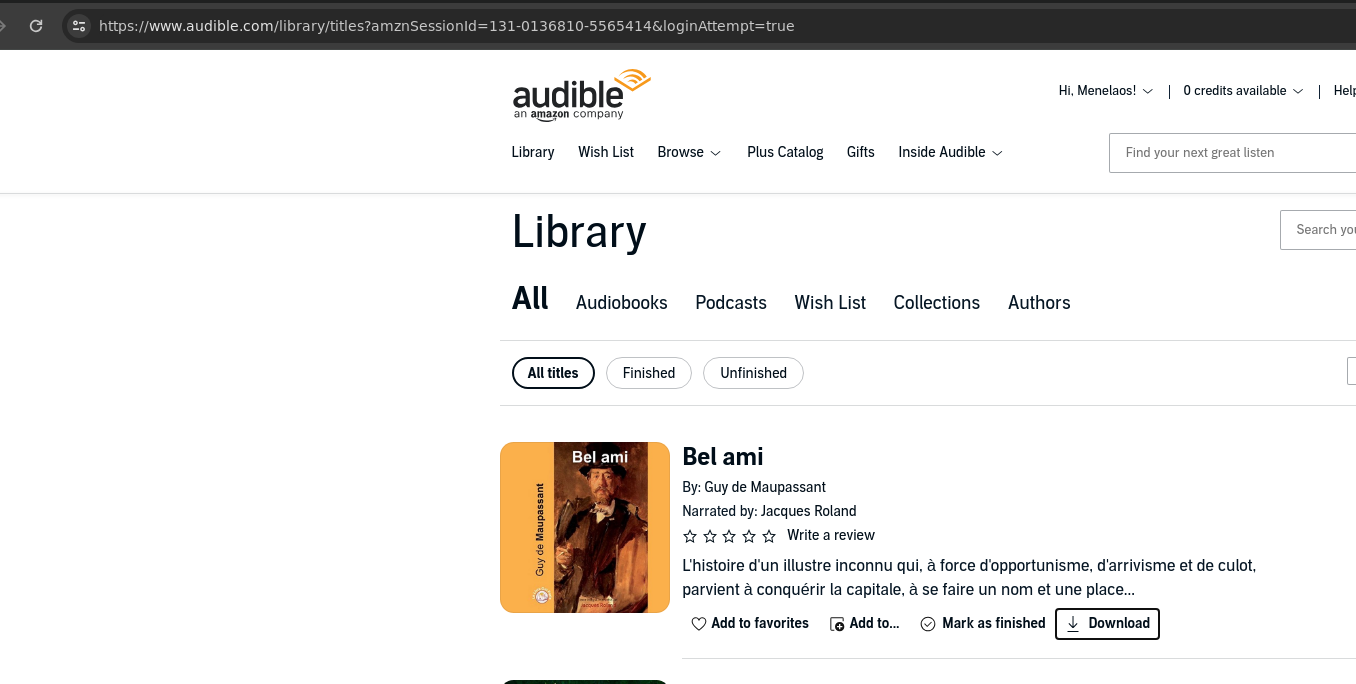 https://www.audible.com/library/titles?amznSessionId=131-0136810-5565414&loginAttempt=true
audible
an amazon company
Hi, Menelaos! | 0 credits available | Help
Library Wish List Browse Plus Catalog Gifts Inside Audible
Find your next great listen
Library
Search you
All Audiobooks Podcasts Wish List Collections Authors
All titles Finished Unfinished
Bel ami
Guy de Maupassant
Bel ami
By: Guy de Maupassant
Narrated by: Jacques Roland
Write a review
L'histoire d'un illustre inconnu qui, à force d'opportunisme, d'arrivisme et de culot,
parvient à conquérir la capitale, à se faire un nom et une place...
Add to favorites Add to... Mark as finished Download